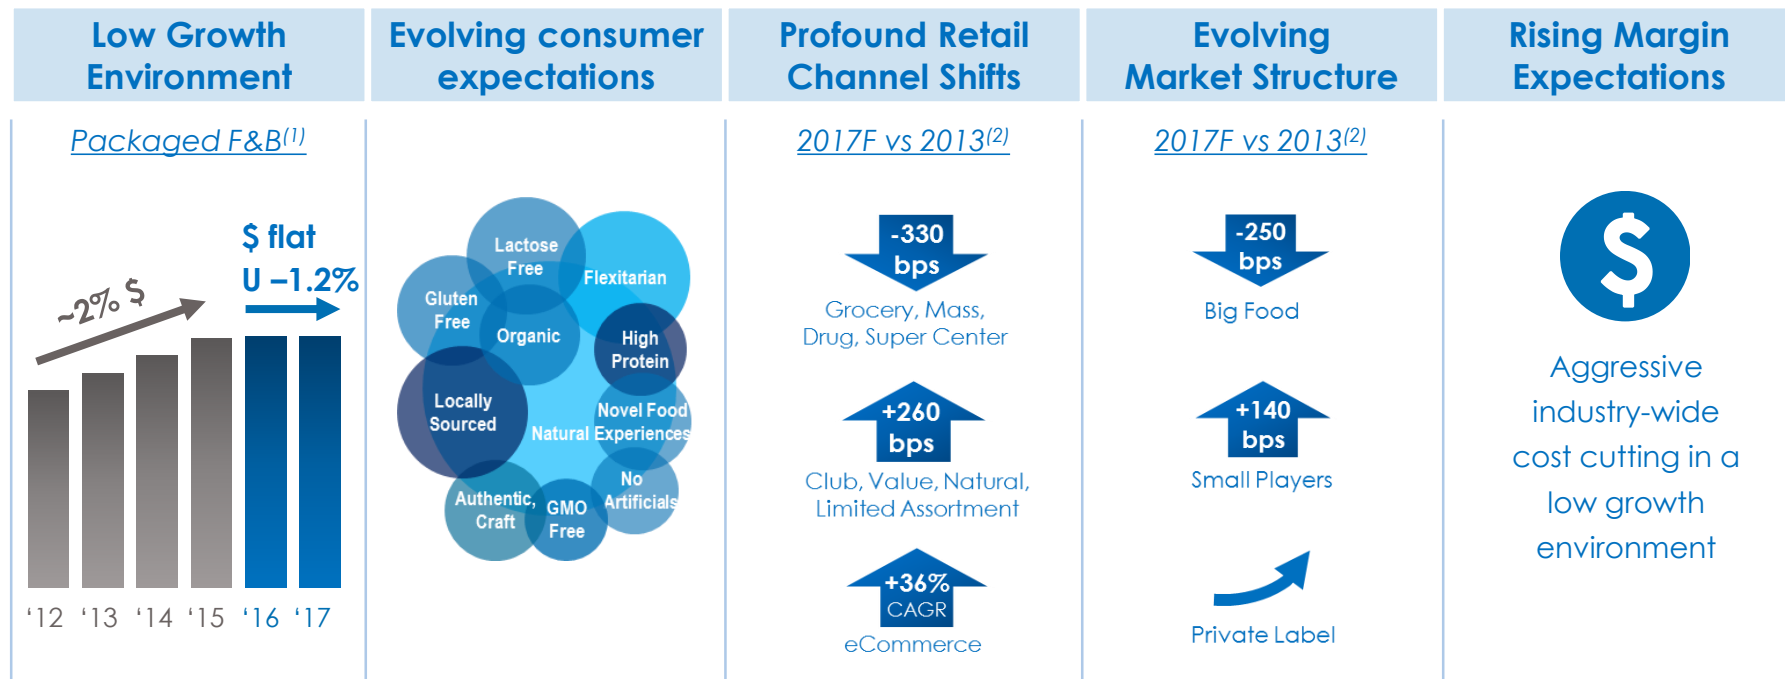 Low Growth
Environment
Packaged F&B(1)
~2% $
$ flat
U –1.2%
‘12 ‘13 ‘14 ‘15 ‘16 ‘17
Evolving consumer
expectations
Lactose
Free
Flexitarian
Gluten
Free
Organic
High
Protein
Locally
Sourced
Novel Food
Natural Experiences
No
Artificials
Authentic,
Craft
GMO
Free
Profound Retail
Channel Shifts
2017F vs 2013(2)
-330
bps
Grocery, Mass,
Drug, Super Center
+260
bps
Club, Value, Natural,
Limited Assortment
+36%
CAGR
eCommerce
Evolving
Market Structure
2017F vs 2013(2)
-250
bps
Big Food
+140
bps
Small Players
Private Label
Rising Margin
Expectations
$
Aggressive
industry-wide
cost cutting in a
low growth
environment